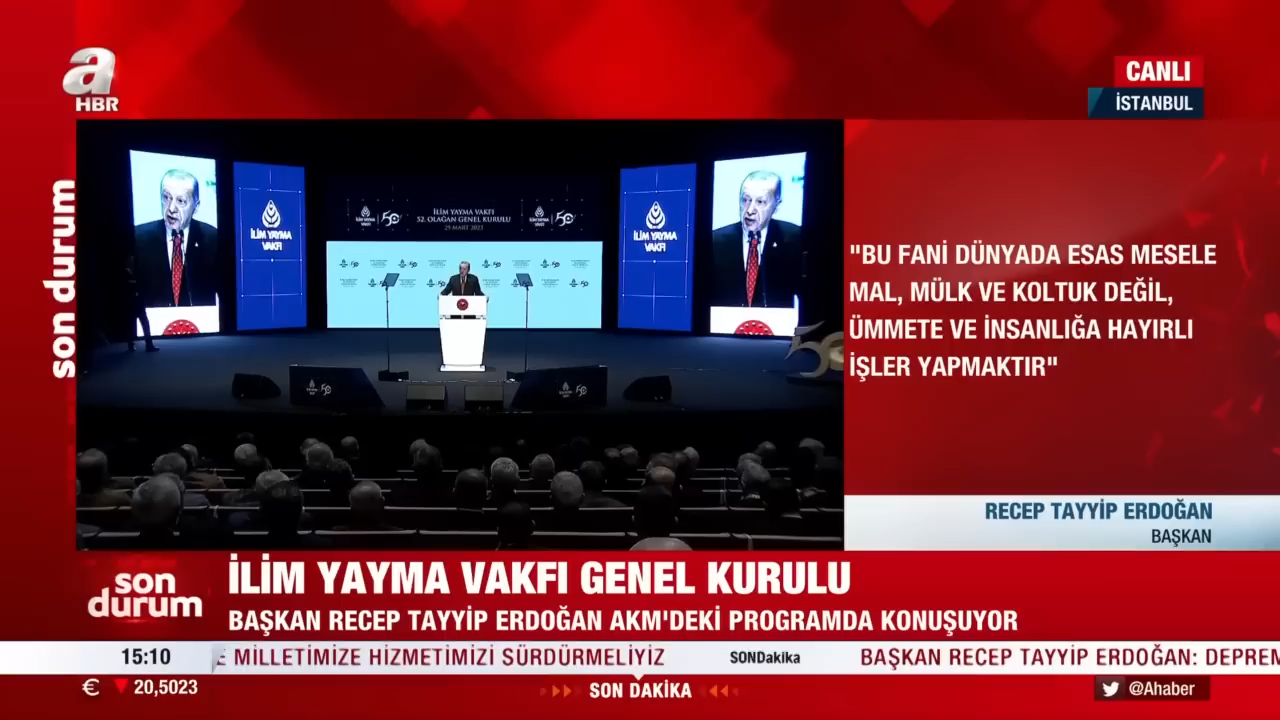 a
HBR
CANLI
İSTANBUL
son durum
İLİM YAYMA
VAKFI
İLİM YAYMA VAKFI
52. OLAĞAN GENEL KURULU
25 MART 2023
İLİM YAYMA
VAKFI
"BU FANİ DÜNYADA ESAS MESELE
MAL, MÜLK VE KOLTUK DEĞİL,
ÜMMETE VE İNSANLIĞA HAYIRLI
İŞLER YAPMAKTIR"
RECEP TAYYİP ERDOĞAN
BAŞKAN
son
durum
İLİM YAYMA VAKFI GENEL KURULU
BAŞKAN RECEP TAYYİP ERDOĞAN AKM'DEKİ PROGRAMDA KONUŞUYOR
15:10
E MİLLETİMİZE HİZMETİMİZİ SÜRDÜRMELİYİZ SONDakika BAŞKAN RECEP TAYYİP ERDOĞAN: DEPREM
€ 20,5023
SON DAKİKA
@Ahaber